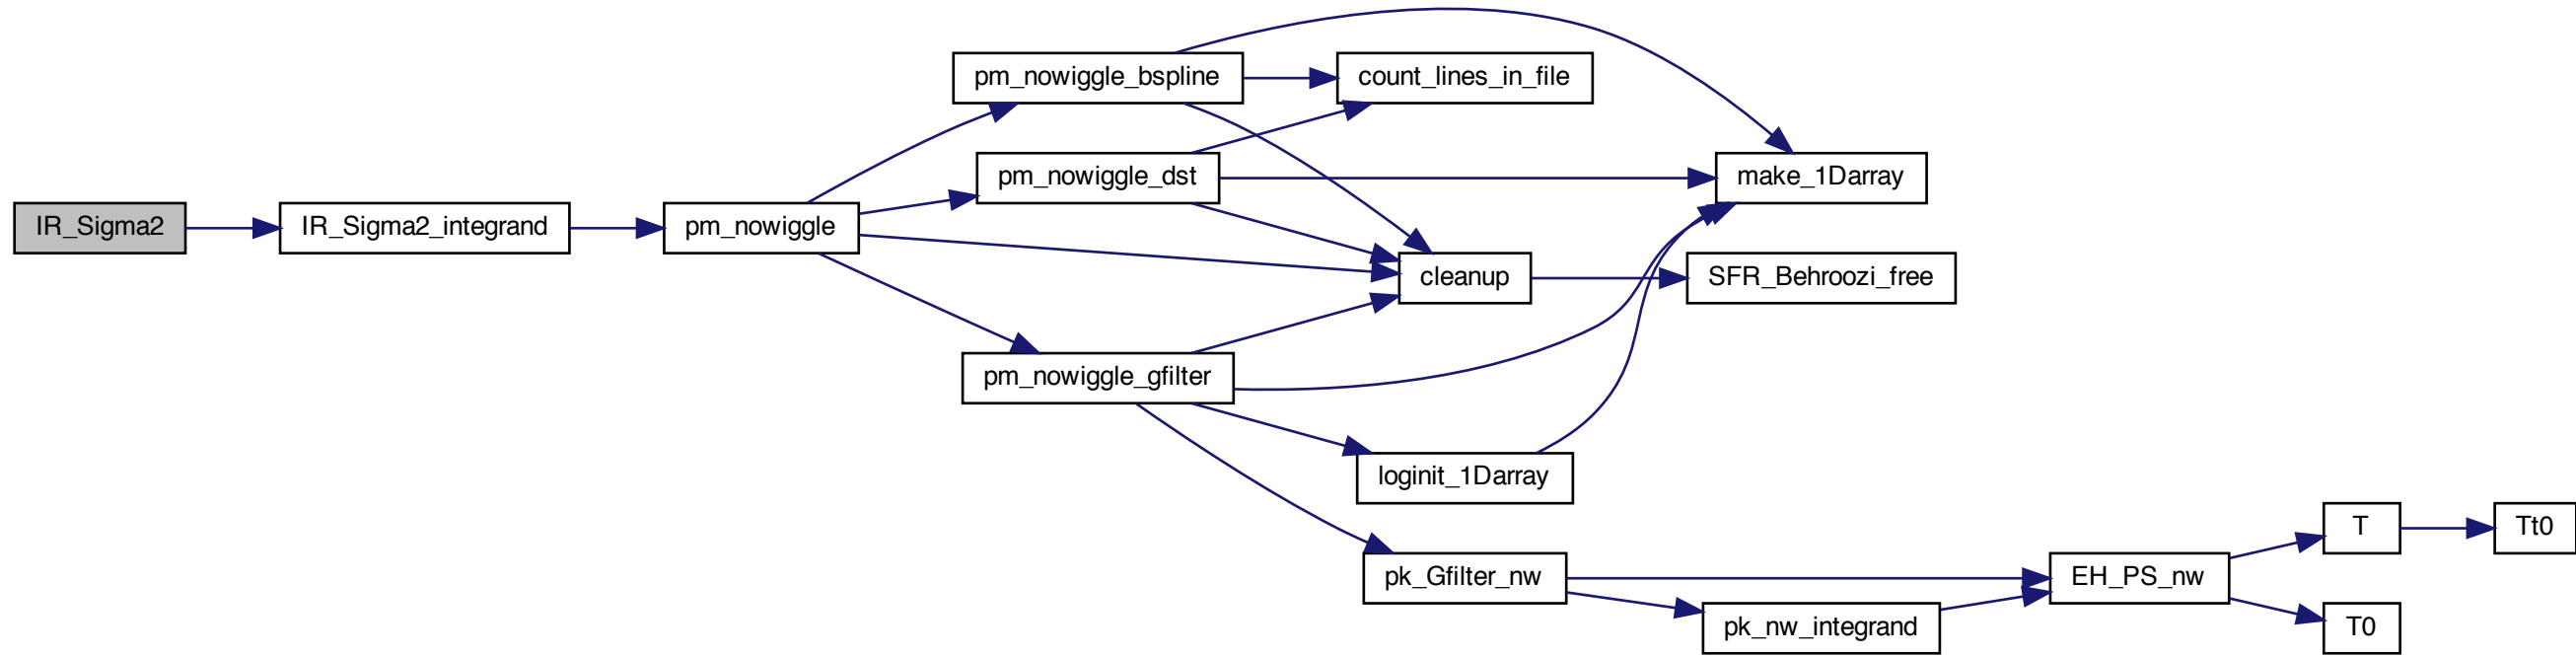 IR_Sigma2
IR_Sigma2_integrand
pm_nowiggle
pm_nowiggle_bspline
count_lines_in_file
pm_nowiggle_dst
make_1Darray
cleanup
SFR_Behroozi_free
pm_nowiggle_gfilter
loginit_1Darray
pk_Gfilter_nw
pk_nw_integrand
EH_PS_nw
T
Tt0
T0